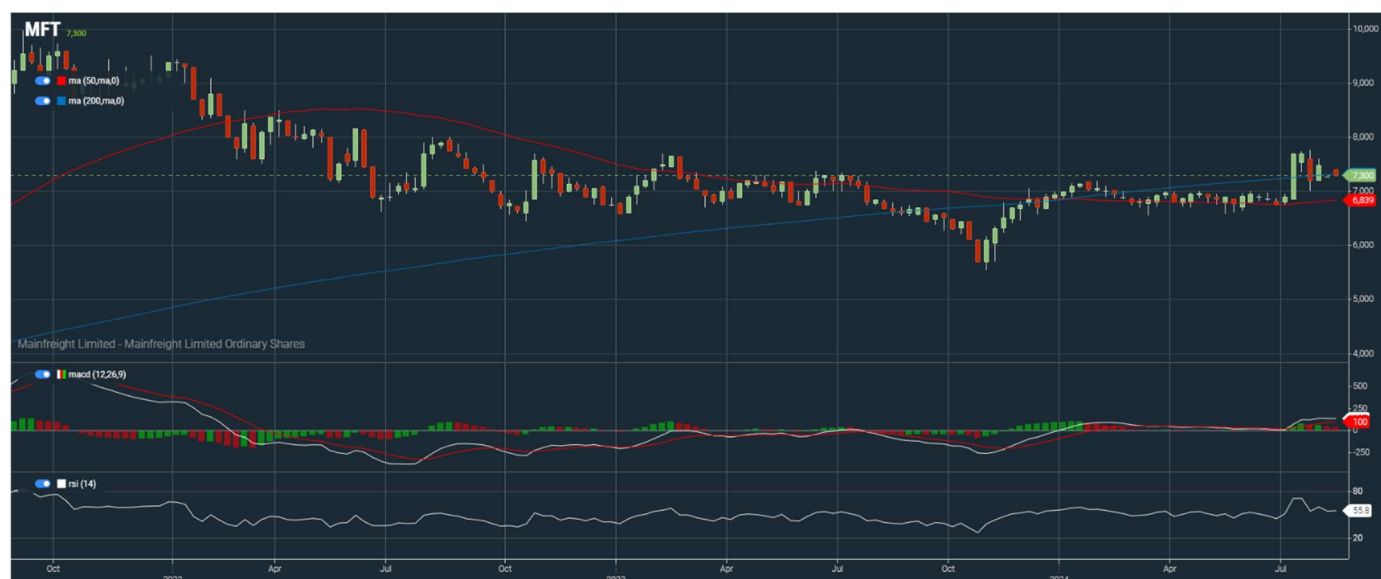 MFT 7,300
10,000
ma (50,ma,0)
9,000
ma (200,ma,0)
8,000
7,300
7,000
6,839
6,000
5,000
Mainfreight Limited - Mainfreight Limited Ordinary Shares
4,000
macd (12,26,9)
500
250
100
0
-250
rsi (14)
80
55.8
20
Oct Apr Jul Oct Apr Jul Oct Apr Jul